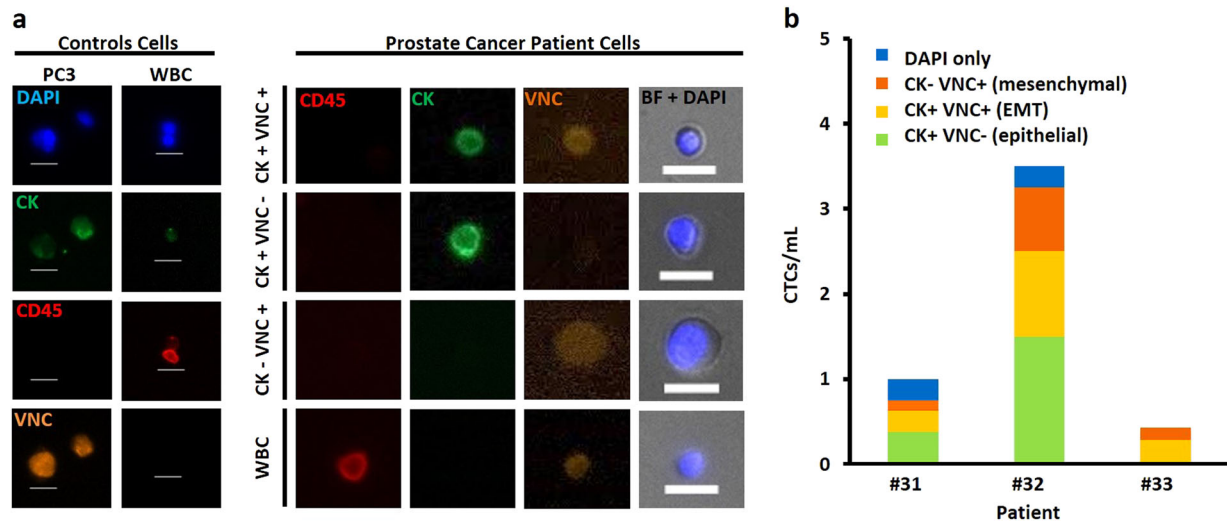 a
Controls Cells
PC3 WBC
DAPI
CK
CD45
VNC
Prostate Cancer Patient Cells
CD45 CK VNC BF + DAPI
CK + VNC +
CK + VNC -
CK - VNC +
WBC
b
5
4
3
2
1
0
CTCs/mL
DAPI only
CK- VNC+ (mesenchymal)
CK+ VNC+ (EMT)
CK+ VNC- (epithelial)
#31 #32 #33
Patient